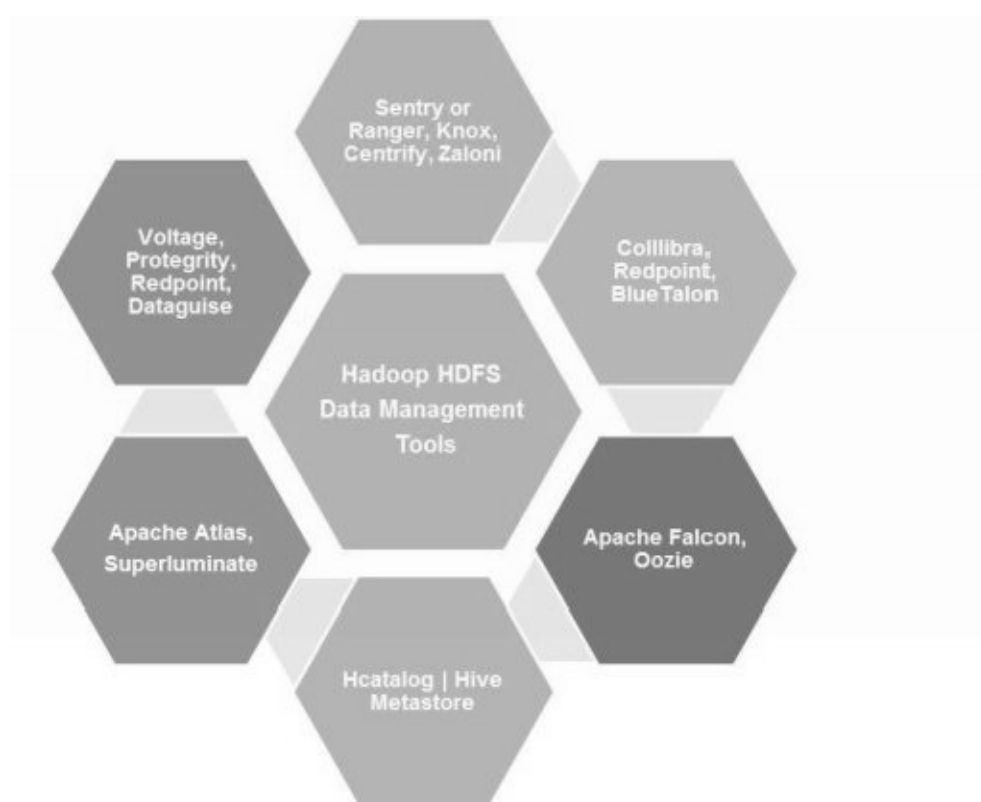 Sentry or
Ranger, Knox,
Centrify, Zaloni
Voltage,
Protegrity,
Redpoint,
Dataguise
Colllibra,
Redpoint,
BlueTalon
Hadoop HDFS
Data Management
Tools
Apache Atlas,
Superluminate
Apache Falcon,
Oozie
Hcatalog | Hive
Metastore